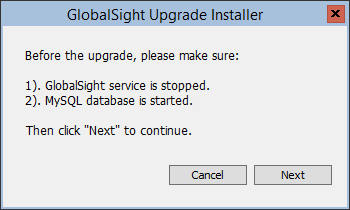 GlobalSight Upgrade Installer
Before the upgrade, please make sure:
1). GlobalSight service is stopped.
2). MySQL database is started.
Then click "Next" to continue.
Cancel
Next